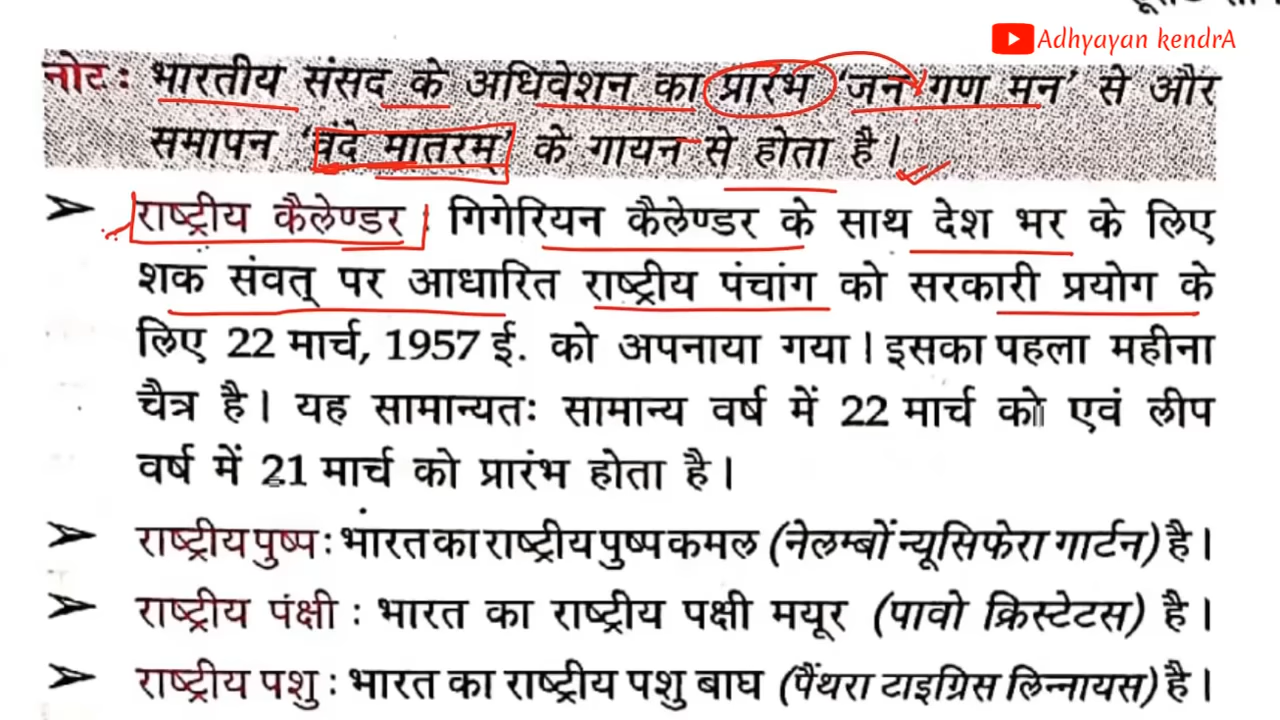 Adhyayan kendrA
नोट: भारतीय संसद के अधिवेशन का प्रारंभ 'जन गण मन' से और
समापन 'वंदे मातरम्' के गायन से होता है।
राष्ट्रीय कैलेण्डर : गिगेरियन कैलेण्डर के साथ देश भर के लिए
शक संवत् पर आधारित राष्ट्रीय पंचांग को सरकारी प्रयोग के
लिए 22 मार्च, 1957 ई. को अपनाया गया। इसका पहला महीना
चैत्र है। यह सामान्यतः सामान्य वर्ष में 22 मार्च को एवं लीप
वर्ष में 21 मार्च को प्रारंभ होता है।
राष्ट्रीय पुष्प : भारत का राष्ट्रीय पुष्प कमल (नेलम्बों न्यूसिफेरा गार्टन) है।
राष्ट्रीय पंक्षी : भारत का राष्ट्रीय पक्षी मयूर (पावो क्रिस्टेटस) है।
राष्ट्रीय पशु : भारत का राष्ट्रीय पशु बाघ (पैंथरा टाइग्रिस लिन्नायस) है।